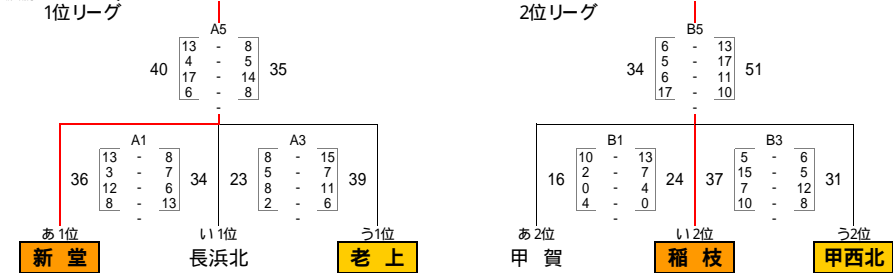 1位リーグ 2位リーグ
A5 B5
13 - 8 6 - 13
4 - 5 5 - 17
40 35 34 51
17 - 14 6 - 11
6 - 8 17 - 10
- -
A1 A3 B1 B3
13 - 8 8 - 15 10 - 13 5 - 6
3 - 7 5 - 7 2 - 7 15 - 5
36 34 23 39 16 24 37 31
12 - 6 8 - 11 0 - 4 7 - 12
8 - 13 2 - 6 4 - 0 10 - 8
- - - -
あ1位 い1位 う1位 あ2位 い2位 う2位
新 堂 長浜北 老 上 甲 賀 稲 枝 甲西北